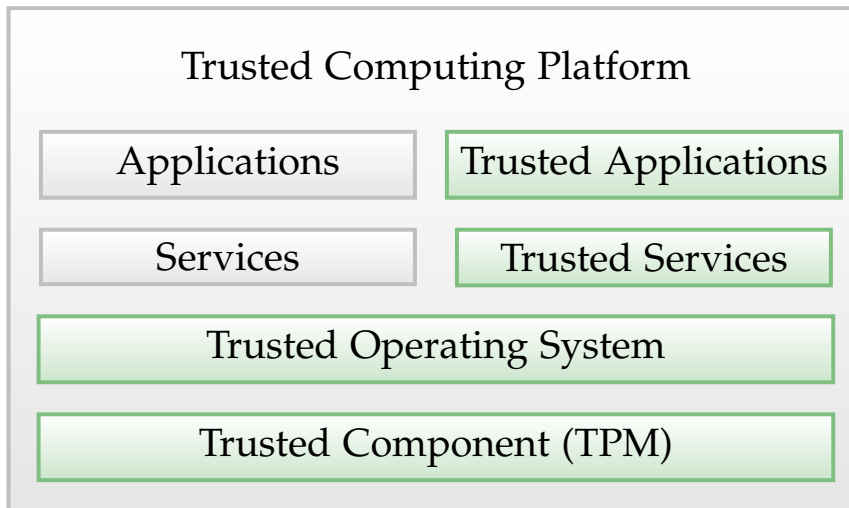 Trusted Computing Platform
Applications
Trusted Applications
Services
Trusted Services
Trusted Operating System
Trusted Component (TPM)